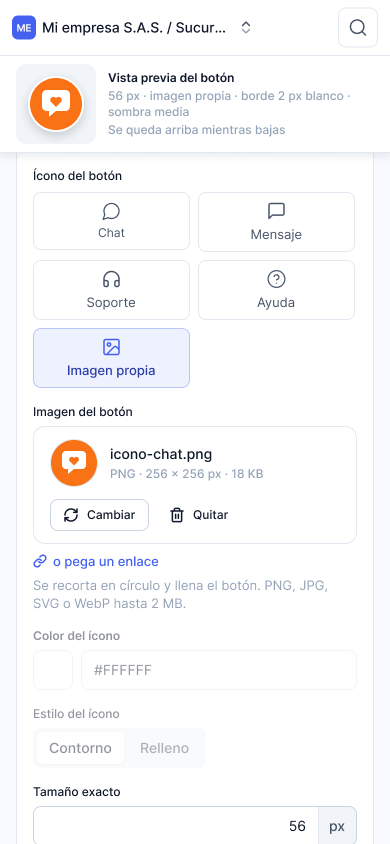 ME Mi empresa S.A.S. / Sucur...
Vista previa del botón
56 px · imagen propia · borde 2 px blanco ·
sombra media
Se queda arriba mientras bajas
Ícono del botón
Chat
Mensaje
Soporte
Ayuda
Imagen propia
Imagen del botón
icono-chat.png
PNG · 256 × 256 px · 18 KB
Cambiar
Quitar
o pega un enlace
Se recorta en círculo y llena el botón. PNG, JPG,
SVG o WebP hasta 2 MB.
Color del ícono
#FFFFFF
Estilo del ícono
Contorno
Relleno
Tamaño exacto
56 px